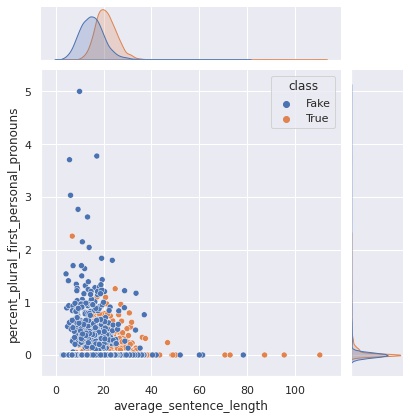 class
Fake
True
percent_plural_first_personal_pronouns
5
4
3
2
1
0
0 20 40 60 80 100
average_sentence_length